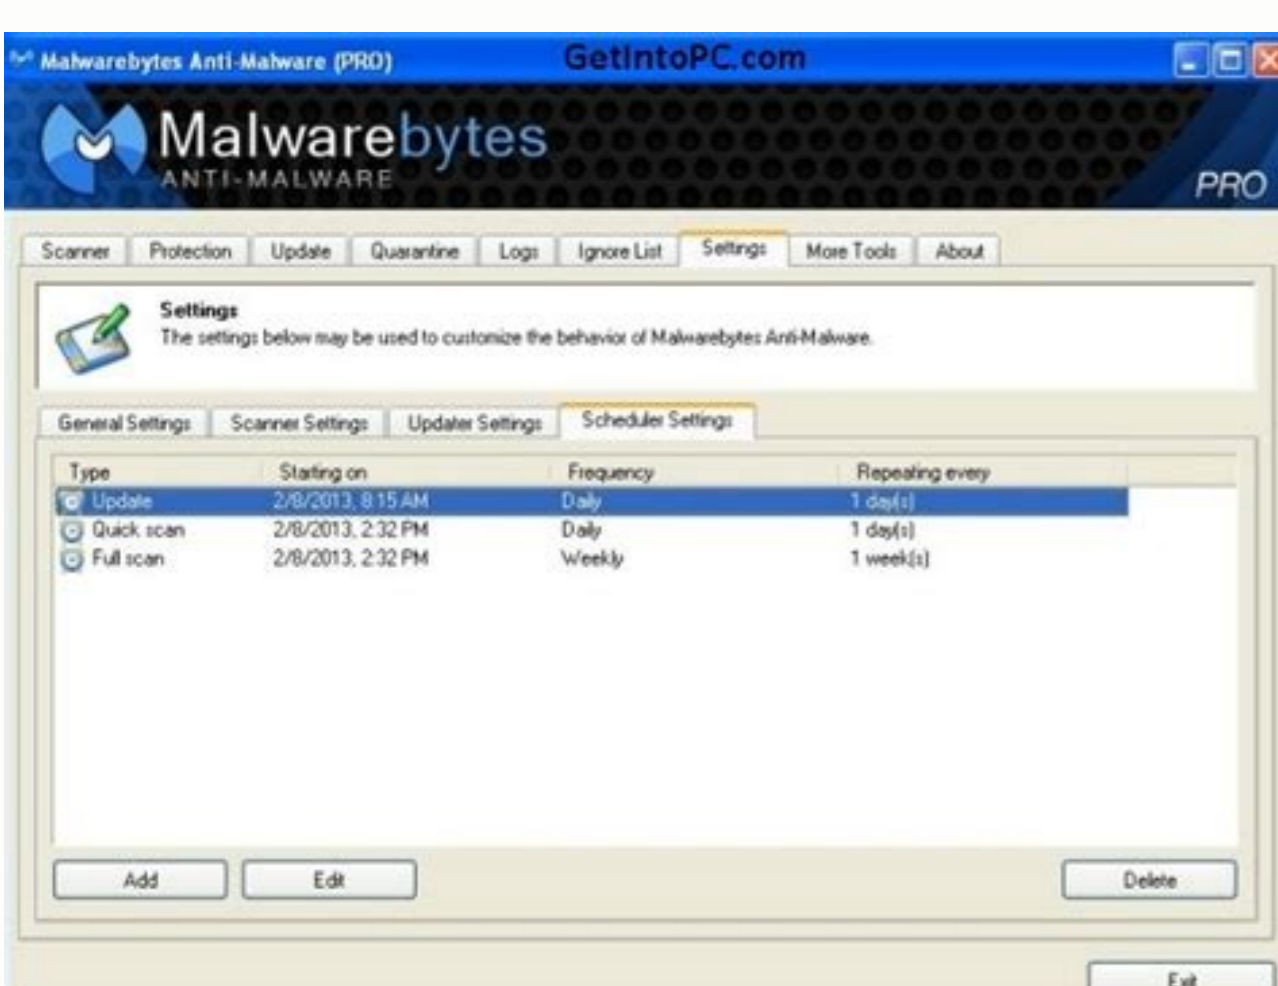 Malwarebytes Anti-Malware (PRO) GetIntoPC.com
Malwarebytes
ANTI-MALWARE
PRO
Scanner Protection Update Quarantine Logs Ignore List Settings More Tools About
Settings
The settings below may be used to customize the behavior of Malwarebytes Anti-Malware.
General Settings Scanner Settings Updater Settings Scheduler Settings
Type Starting on Frequency Repeating every
Update 2/8/2013, 8:15 AM Daily 1 day(s)
Quick scan 2/8/2013, 2:32 PM Daily 1 day(s)
Full scan 2/8/2013, 2:32 PM Weekly 1 week(s)
Add Edit Delete
Exit